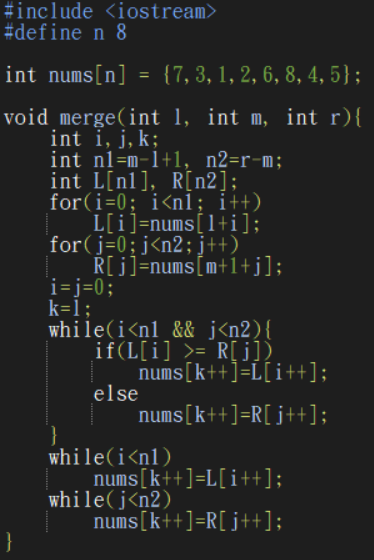 #include <iostream>
#define n 8
int nums[n] = {7,3,1,2,6,8,4,5};
void merge(int l, int m, int r){
int i,j,k;
int n1=m-l+1, n2=r-m;
int L[n1], R[n2];
for(i=0; i<n1; i++)
L[i]=nums[l+i];
for(j=0;j<n2;j++)
R[j]=nums[m+1+j];
i=j=0;
k=l;
while(i<n1 && j<n2){
if(L[i] >= R[j])
nums[k++]=L[i++];
else
nums[k++]=R[j++];
}
while(i<n1)
nums[k++]=L[i++];
while(j<n2)
nums[k++]=R[j++];
}